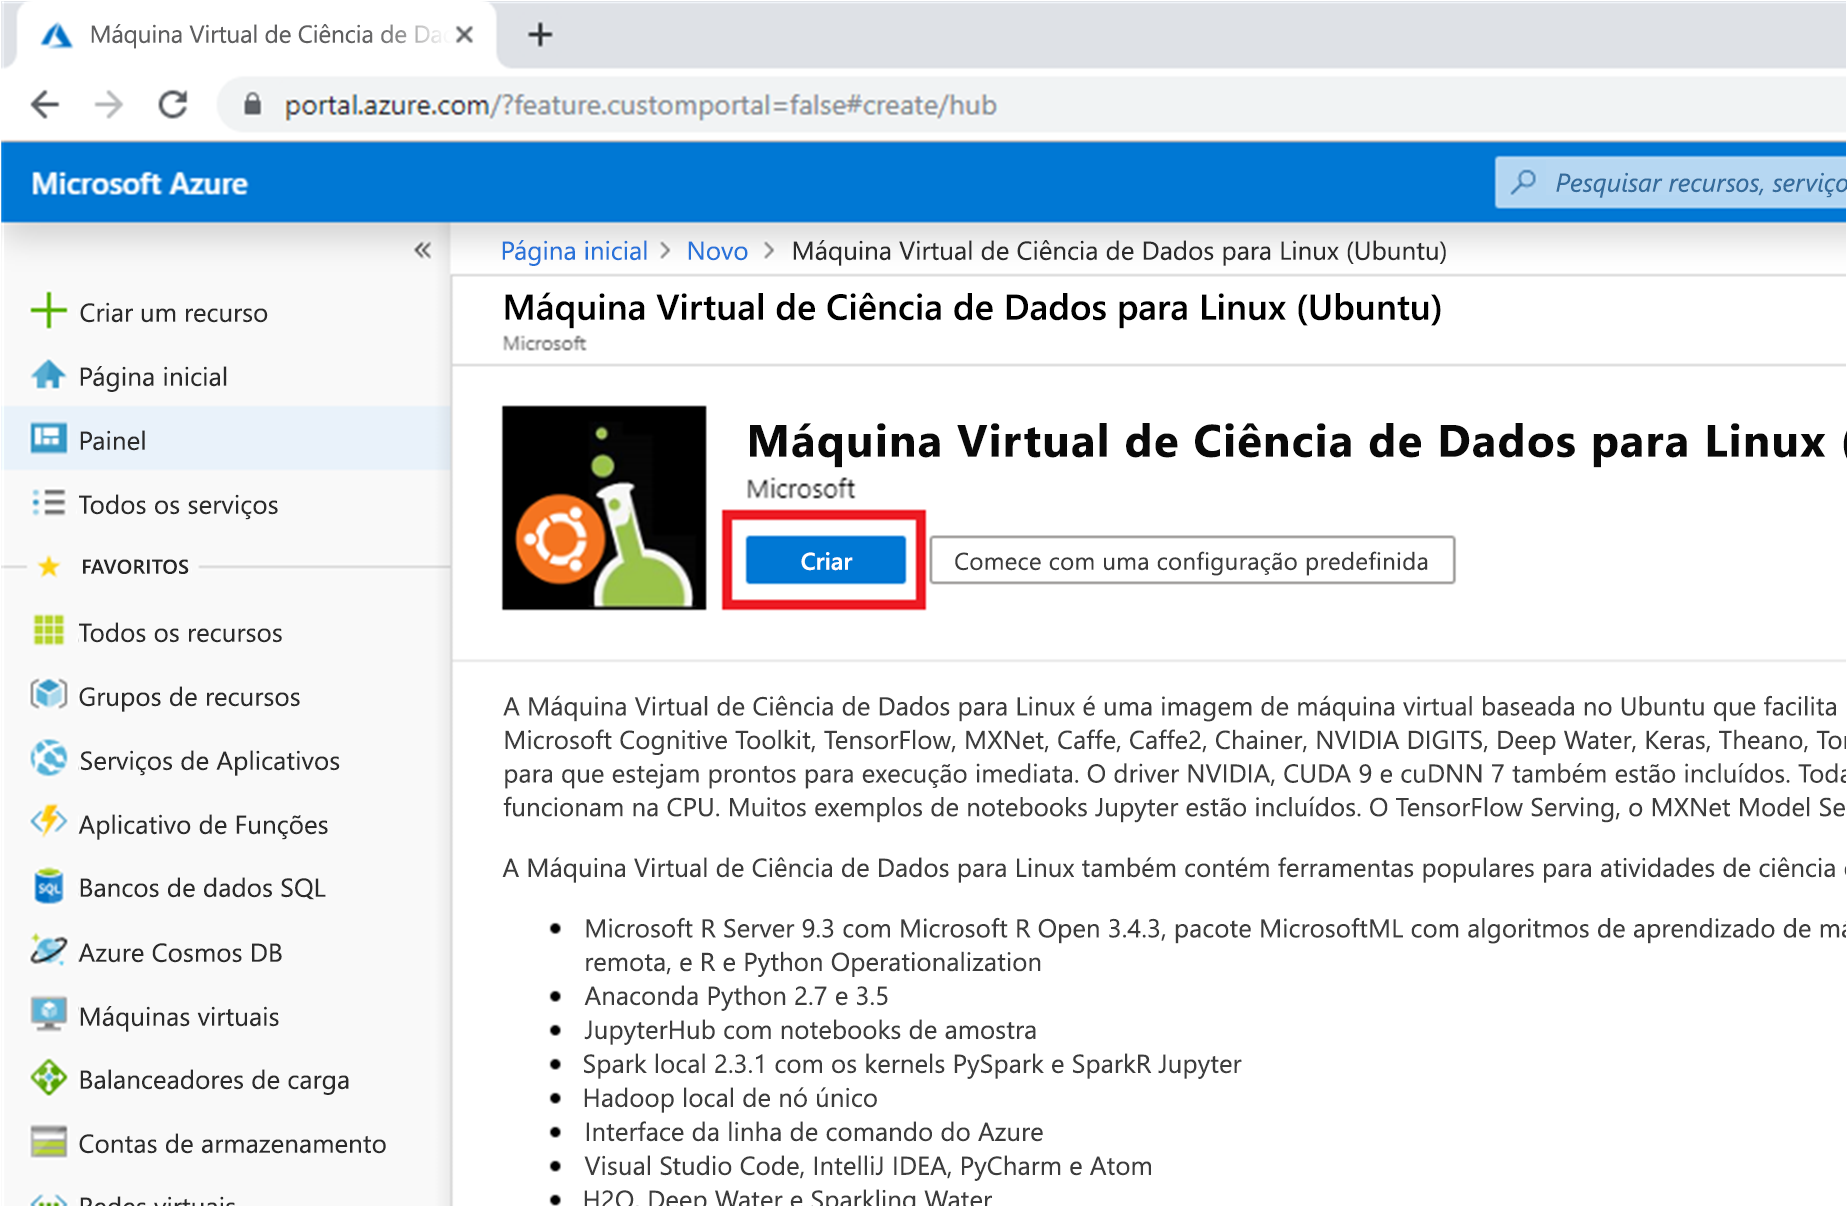 Máquina Virtual de Ciência de Da
portal.azure.com/?feature.customportal=false#create/hub
Microsoft Azure
Pesquisar recursos,
Página inicial > Novo > Máquina Virtual de Ciência de Dados para Linux (Ubuntu)
Máquina Virtual de Ciência de Dados para Linux (Ubuntu)
Microsoft
Criar um recurso
Página inicial
Painel
Todos os serviços
FAVORITOS
Todos os recursos
Grupos de recursos
Serviços de Aplicativos
Aplicativo de Funções
SQL
Bancos de dados SQL
Azure Cosmos DB
Máquinas virtuais
Balanceadores de carga
Contas de armazenamento
Redes virtuais
Máquina Virtual de Ciência de Dados para Linux (
Microsoft
Criar
Comece com uma configuração predefinida
A Máquina Virtual de Ciência de Dados para Linux é uma imagem de máquina virtual baseada no Ubuntu que facilita
Microsoft Cognitive Toolkit, TensorFlow, MXNet, Caffe, Caffe2, Chainer, NVIDIA DIGITS, Deep Water, Keras, Theano,
para que estejam prontos para execução imediata. O driver NVIDIA, CUDA 9 e cuDNN 7 também estão incluídos.
funcionam na CPU. Muitos exemplos de notebooks Jupyter estão incluídos. O TensorFlow Serving, o MXNet Model
A Máquina Virtual de Ciência de Dados para Linux também contém ferramentas populares para atividades de ciência
• Microsoft R Server 9.3 com Microsoft R Open 3.4.3, pacote MicrosoftML com algoritmos de aprendizado de
remota, e R e Python Operationalization
• Anaconda Python 2.7 e 3.5
• JupyterHub com notebooks de amostra
• Spark local 2.3.1 com os kernels PySpark e SparkR Jupyter
• Hadoop local de nó único
• Interface da linha de comando do Azure
• Visual Studio Code, IntelliJ IDEA, PyCharm e Atom
• H2O, Deep Water e Sparkling Water